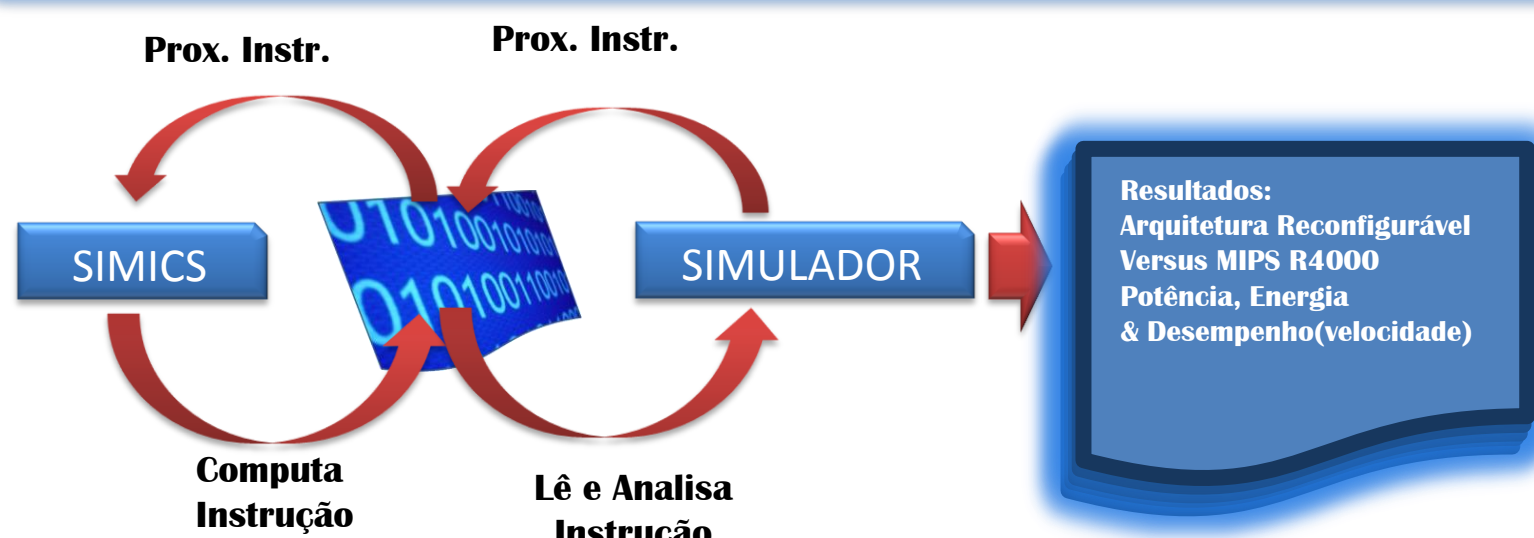 Prox. Instr.
Prox. Instr.
SIMICS
SIMULADOR
Computa
Instrução
Lê e Analisa
Instrução
Resultados:
Arquitetura Reconfigurável
Versus MIPS R4000
Potência, Energia
& Desempenho(velocidade)